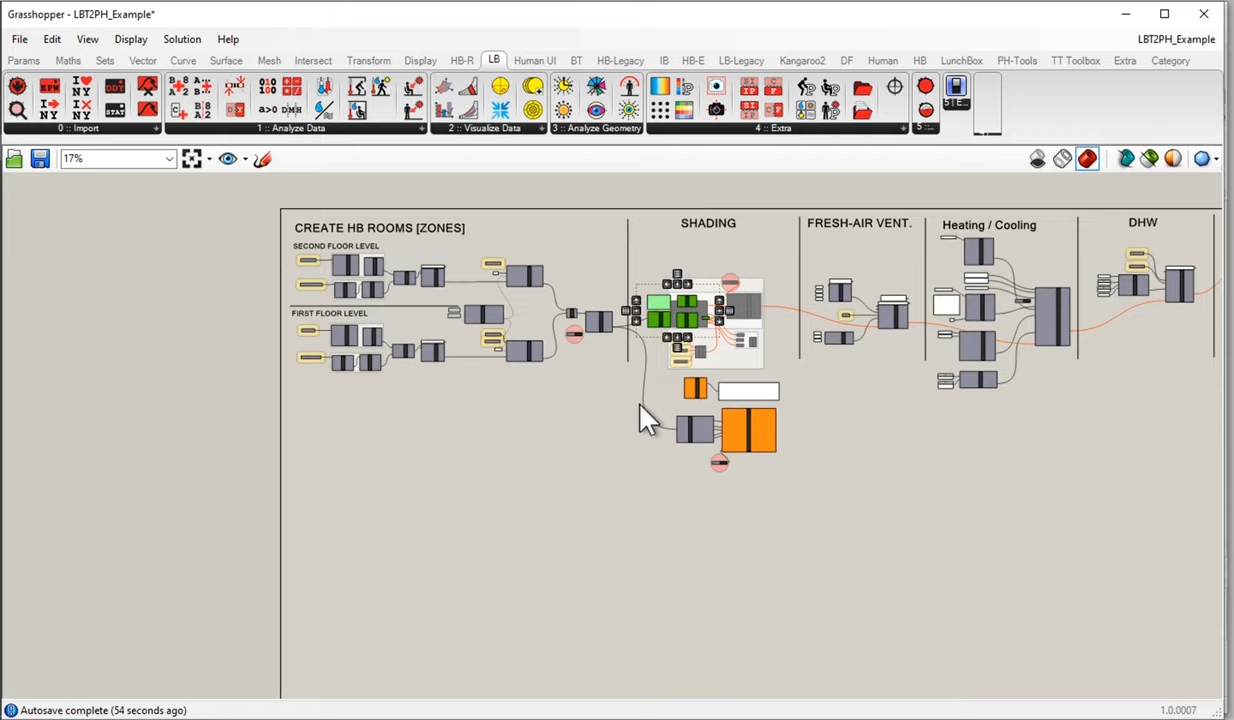 Grasshopper - LBT2PH_Example*
File Edit View Display Solution Help
LBT2PH_Example
Params Maths Sets Vector Curve Surface Mesh Intersect Transform Display HB-R LB Human UI BT HB-Legacy IB HB-E LB-Legacy Kangaroo2 DF Human HB LunchBox PH-Tools TT Toolbox Extra Category
0 :: Import
1 :: Analyze Data
2 :: Visualize Data
3 :: Analyze Geometry
4 :: Extra
5 ::...
5 | E...
17%
CREATE HB ROOMS [ZONES]
SECOND FLOOR LEVEL
FIRST FLOOR LEVEL
SHADING
FRESH-AIR VENT.
Heating / Cooling
DHW
Autosave complete (54 seconds ago)
1.0.0007